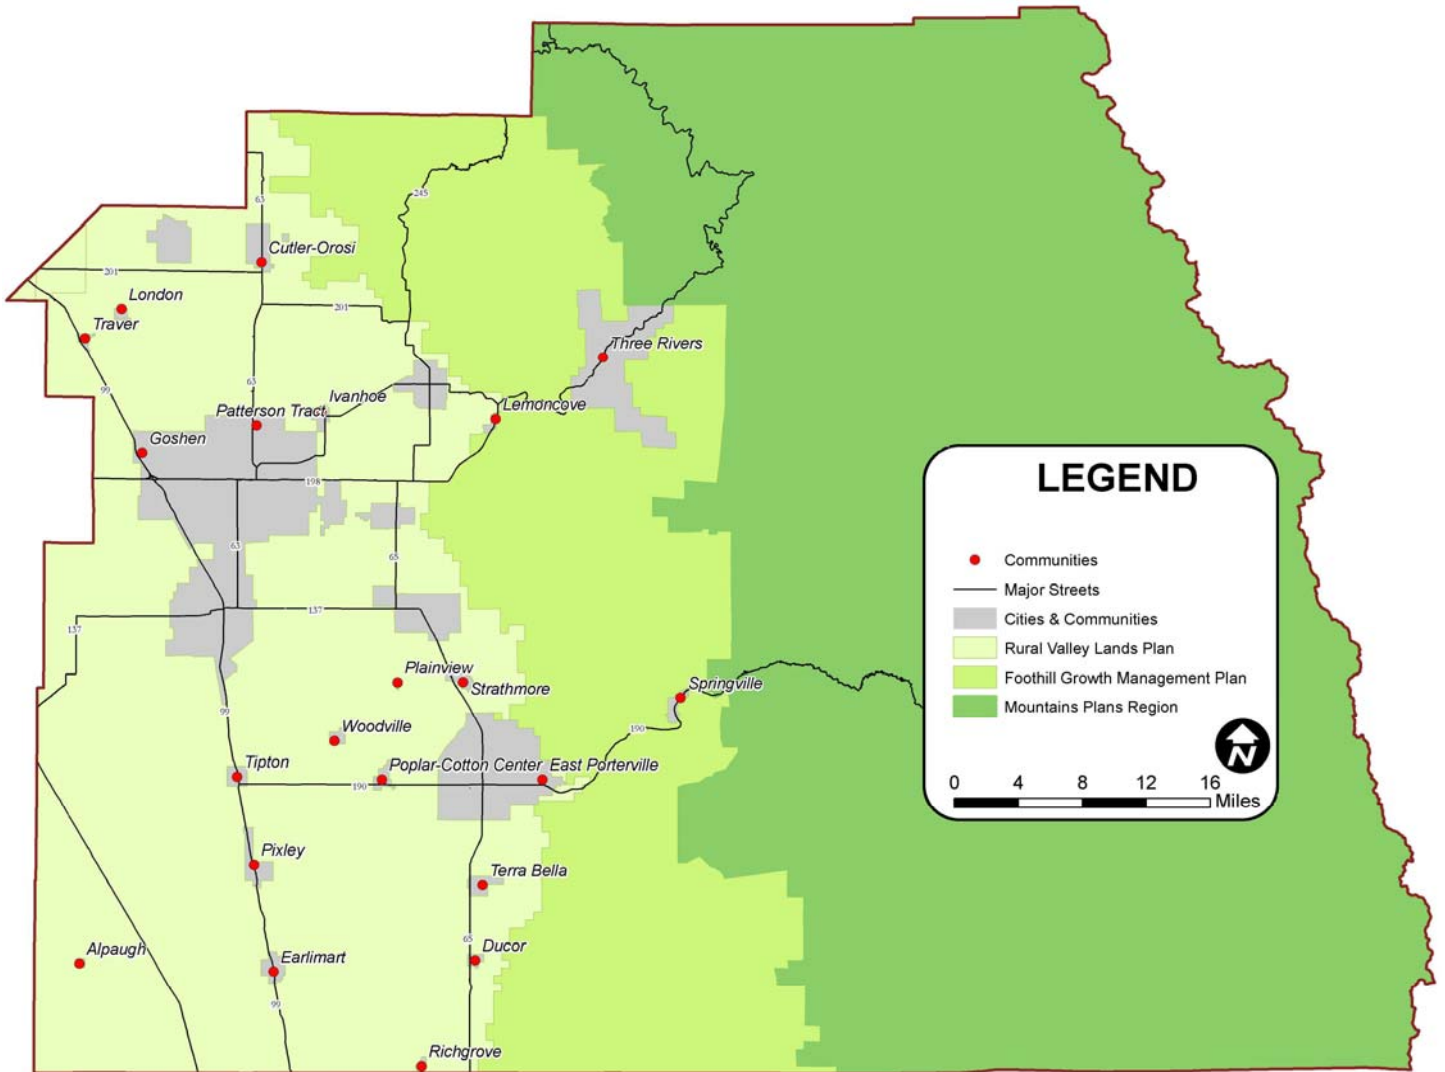 245
63
Cutler-Orosi
201
London
201
Traver
Three Rivers
99
63
Ivanhoe
Patterson Tract
Lemoncove
Goshen
198
LEGEND
63
65
Communities
Major Streets
137
Cities & Communities
137
Rural Valley Lands Plan
Plainview
Strathmore
Springville
Foothill Growth Management Plan
Mountains Plans Region
99
Woodville
190
N
Tipton
Poplar-Cotton Center
East Porterville
190
0 4 8 12 16
Miles
Pixley
Terra Bella
65
Ducor
Alpaugh
Earlimart
99
Richgrove